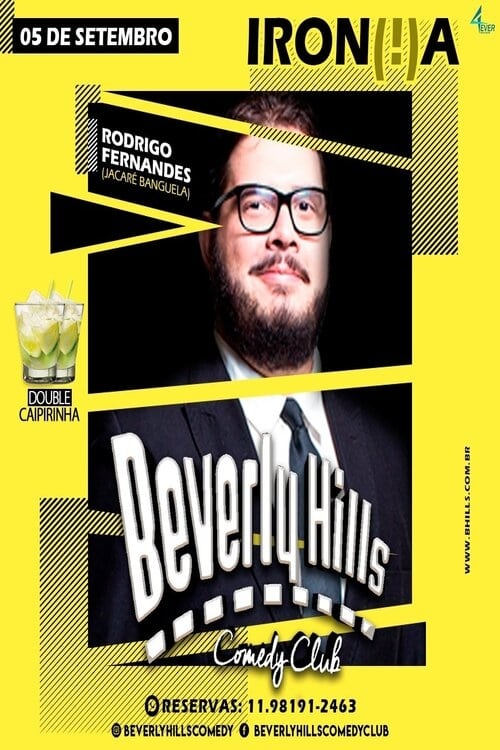 05 DE SETEMBRO
IRON(!)A
4EVER
RODRIGO
FERNANDES
(JACARÉ BANGUELA)
DOUBLE
CAIPIRINHA
Beverly Hills
Comedy Club
WWW.BHILLS.COM.BR
RESERVAS: 11.98191-2463
@BEVERLYHILLSCOMEDY
BEVERLYHILLSCOMEDYCLUB